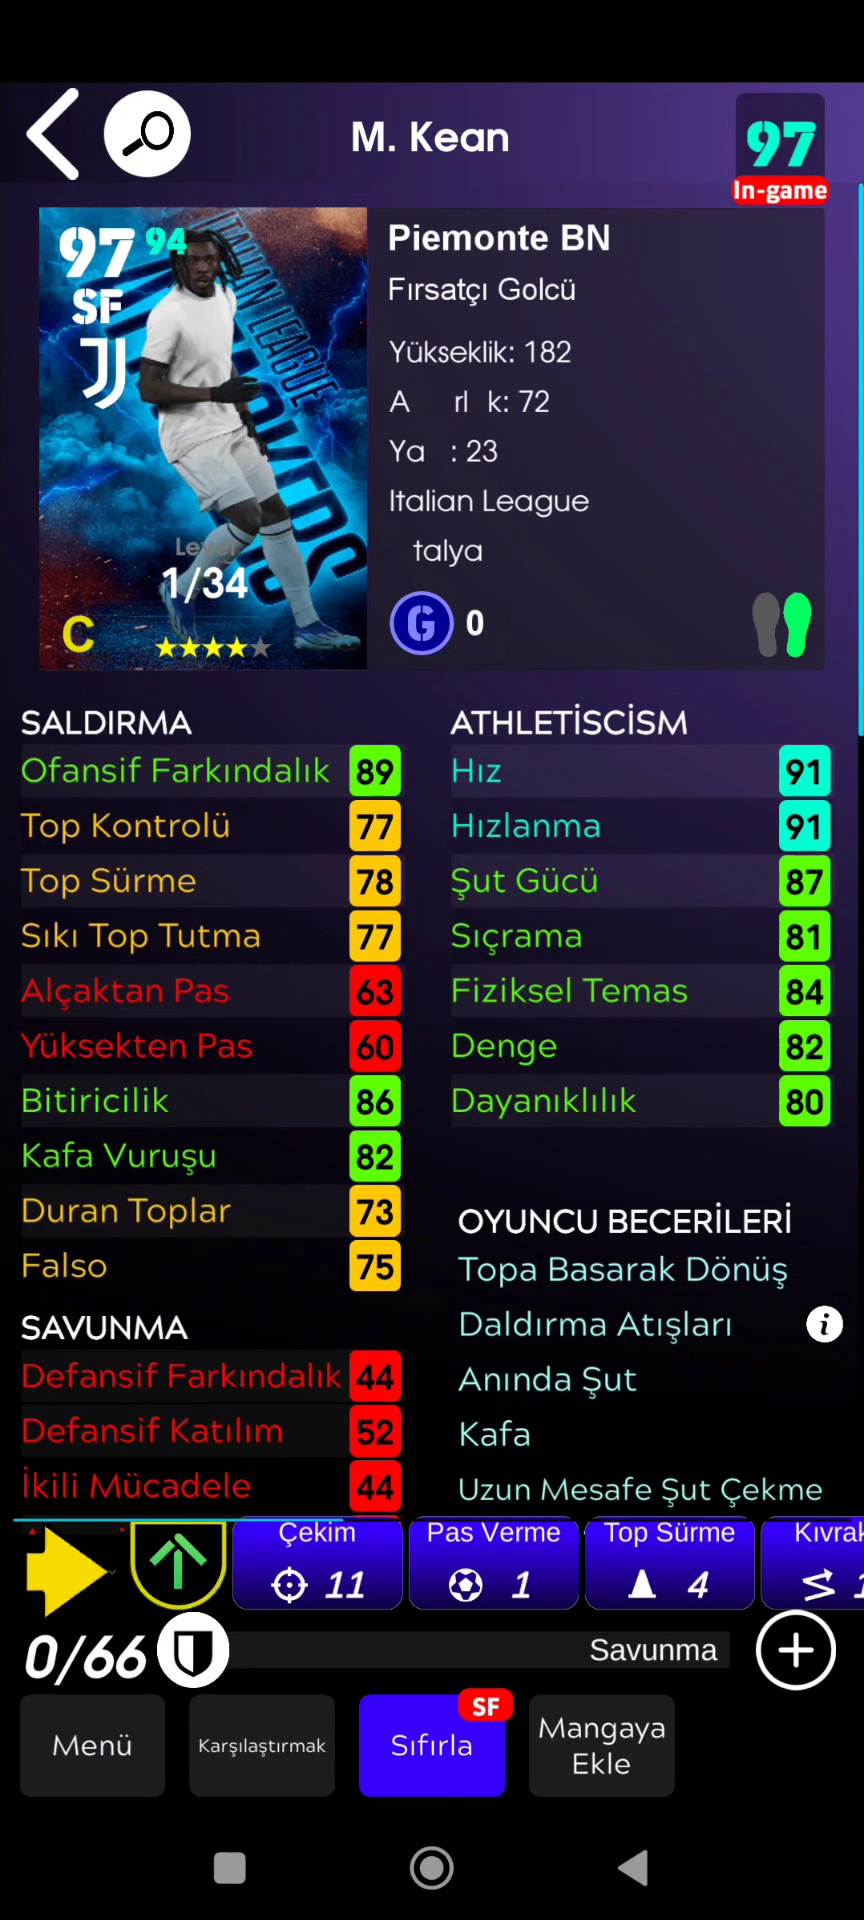 M. Kean
97
In-game
97 94
SF
ITALIAN LEAGUE
Level
1/34
C
Piemonte BN
Fırsatçı Golcü
Yükseklik: 182
A rl k: 72
Ya : 23
Italian League
talya
G 0
SALDIRMA
Ofansif Farkındalık 89
Top Kontrolü 77
Top Sürme 78
Sıkı Top Tutma 77
Alçaktan Pas 63
Yüksekten Pas 60
Bitiricilik 86
Kafa Vuruşu 82
Duran Toplar 73
Falso 75
SAVUNMA
Defansif Farkındalık 44
Defansif Katılım 52
İkili Mücadele 44
ATHLETİSCİSM
Hız 91
Hızlanma 91
Şut Gücü 87
Sıçrama 81
Fiziksel Temas 84
Denge 82
Dayanıklılık 80
OYUNCU BECERİLERİ
Topa Basarak Dönüş
Daldırma Atışları
Anında Şut
Kafa
Uzun Mesafe Şut Çekme
Çekim
11
Pas Verme
1
Top Sürme
4
Kıvrak
0/66
Savunma
Menü
Karşılaştırmak
Sıfırla
SF
Mangaya
Ekle